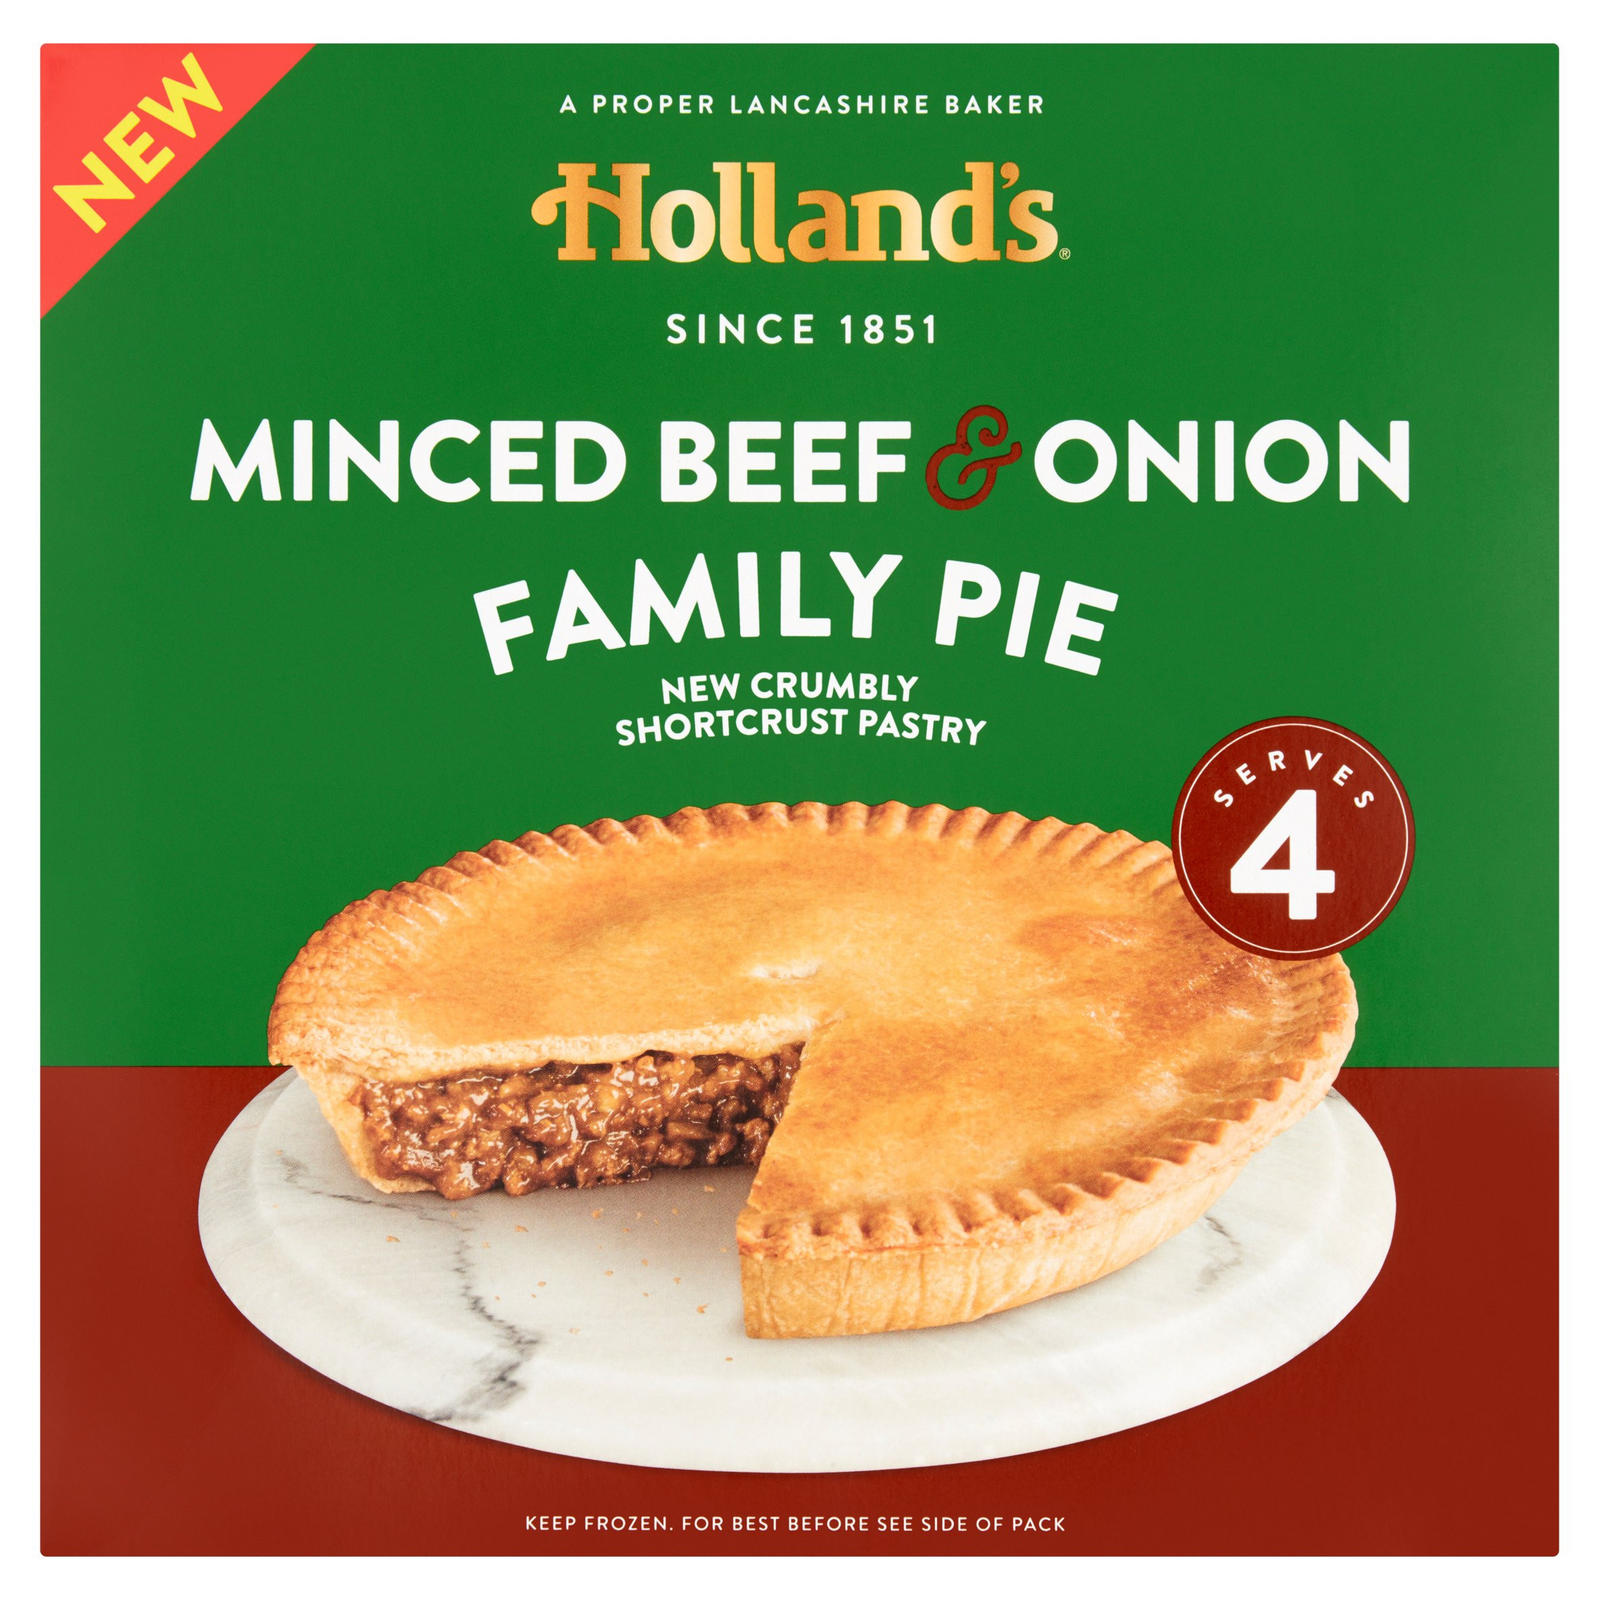 NEW
A PROPER LANCASHIRE BAKER
Holland's®
SINCE 1851
MINCED BEEF & ONION
FAMILY PIE
NEW CRUMBLY
SHORTCRUST PASTRY
SERVES
4
KEEP FROZEN. FOR BEST BEFORE SEE SIDE OF PACK